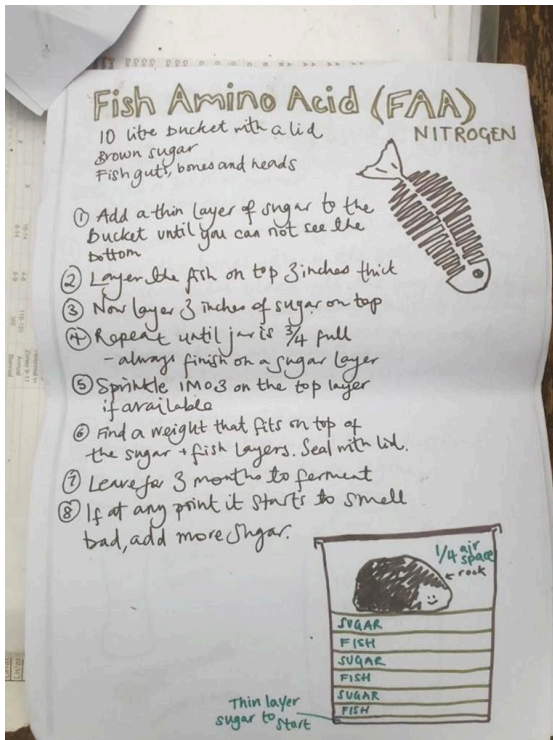 Fish Amino Acid (FAA)
NITROGEN
10 litre bucket with a lid
Brown sugar
Fish guts, bones and heads
① Add a thin layer of sugar to the
bucket until you can not see the
bottom
② Layer the fish on top 3 inches thick
③ Now layer 3 inches of sugar on top
④ Repeat until jar is 3/4 full
- always finish on a sugar layer
⑤ Sprinkle IMO3 on the top layer
if available
⑥ Find a weight that fits on top of
the sugar + fish layers. Seal with lid.
⑦ Leave for 3 months to ferment
⑧ If at any point it starts to smell
bad, add more sugar.
1/4 air
space
rock
SUGAR
FISH
SUGAR
FISH
SUGAR
FISH
Thin layer
sugar to
start